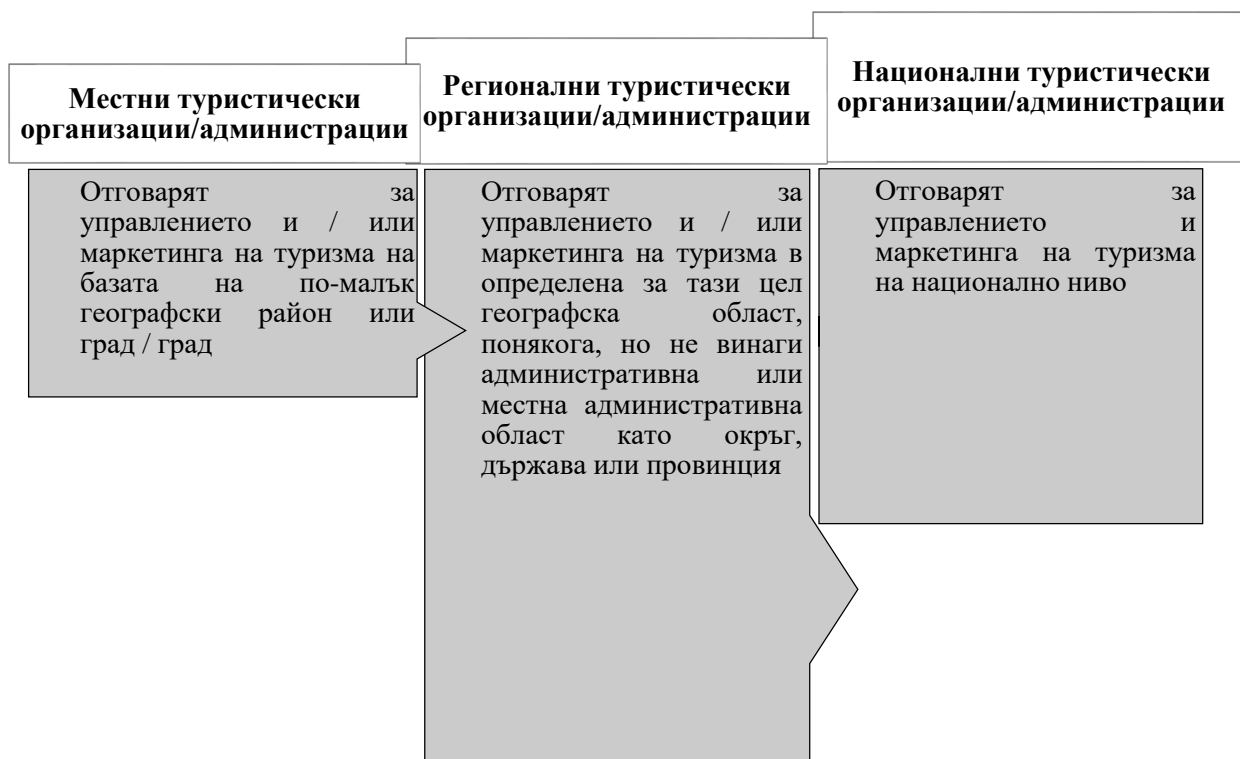 Местни туристически
организации/администрации
Отговарят за
управлението и / или
маркетинга на туризма на
базата на по-малък
географски район или
град / град
Регионални туристически
организации/администрации
Отговарят за
управлението и / или
маркетинга на туризма в
определена за тази цел
географска област,
понякога, но не винаги
административна или
местна административна
област като окръг,
държава или провинция
Национални туристически
организации/администрации
Отговарят за
управлението и
маркетинга на туризма
на национално ниво